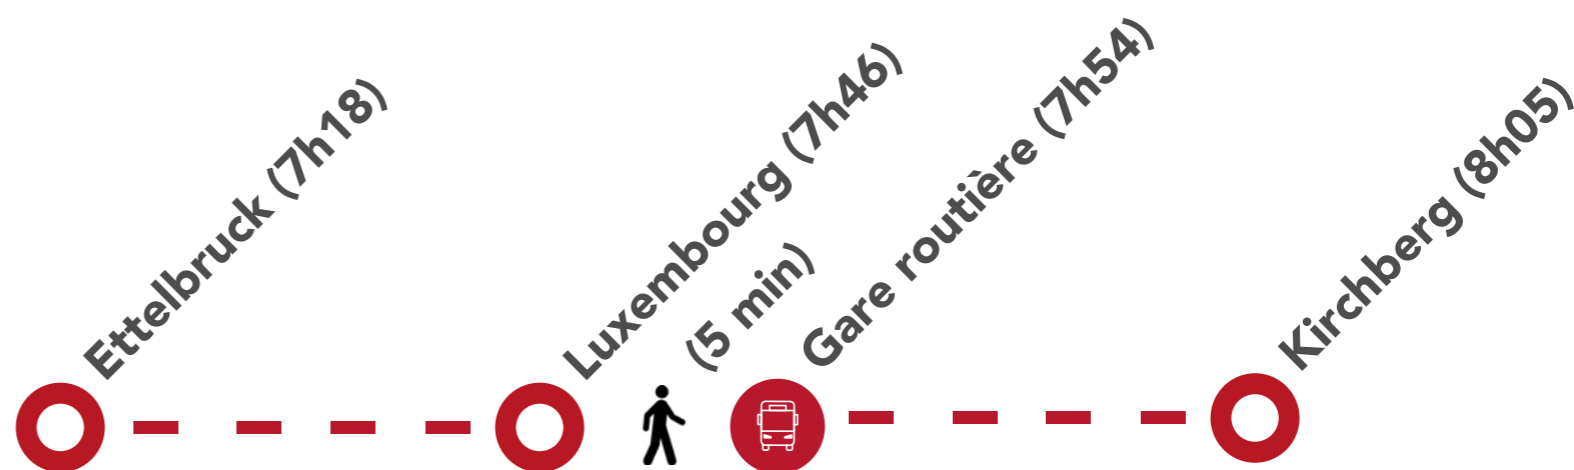 Ettelbruck (7h18)
Luxembourg (7h46)
(5 min)
Gare routière (7h54)
Kirchberg (8h05)